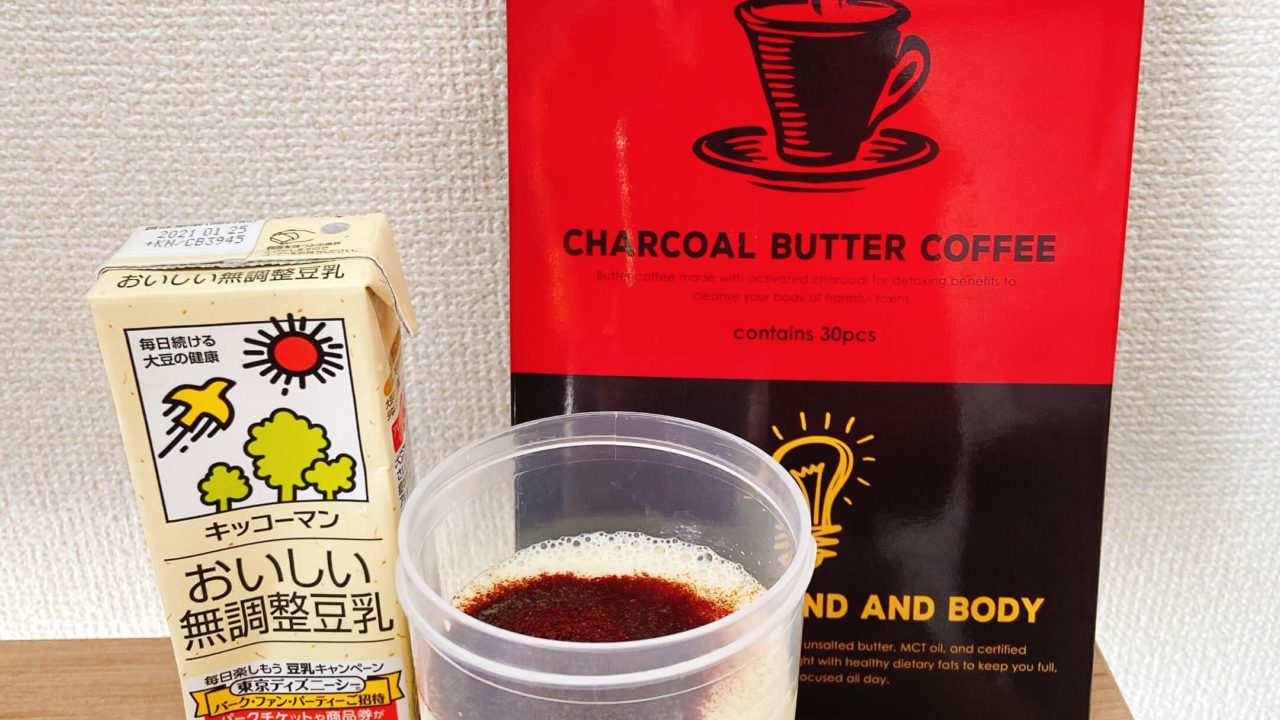 2021 01 25
+KN/CB3945
おいしい無調整豆乳
毎日続ける
大豆の健康
キッコーマン
おいしい
無調整豆乳
毎日楽しもう 豆乳キャンペーン
東京ディズニーシー®
パーク・ファン・パーティーご招待
パークチケットや商品券が
CHARCOAL BUTTER COFFEE
Butter coffee made with activated charcoal for detoxing benefits to
cleanse your body of harmful toxins
contains 30pcs
ND AND BODY
unsalted butter, MCT oil, and certified
ght with healthy dietary fats to keep you full,
ocused all day.